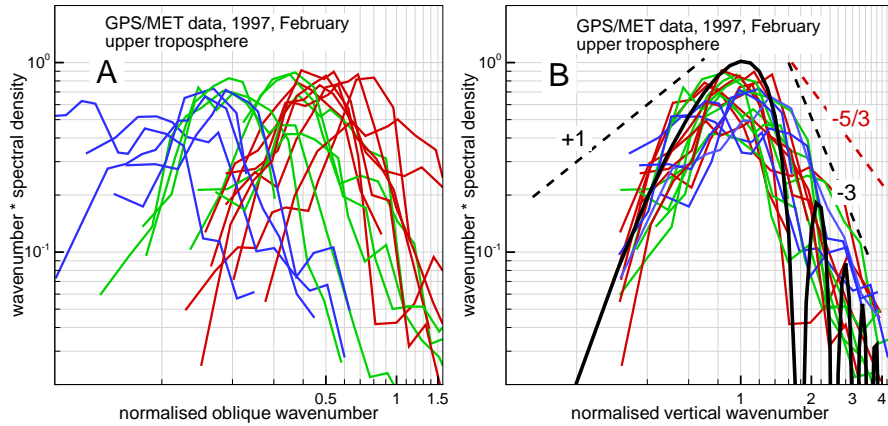 GPS/MET data, 1997, February
upper troposphere
A
wavenumber * spectral density
10^0
10^-1
0.5
1
1.5
normalised oblique wavenumber
GPS/MET data, 1997, February
upper troposphere
B
+1
-5/3
-3
wavenumber * spectral density
10^0
10^-1
1
2
3
4
normalised vertical wavenumber